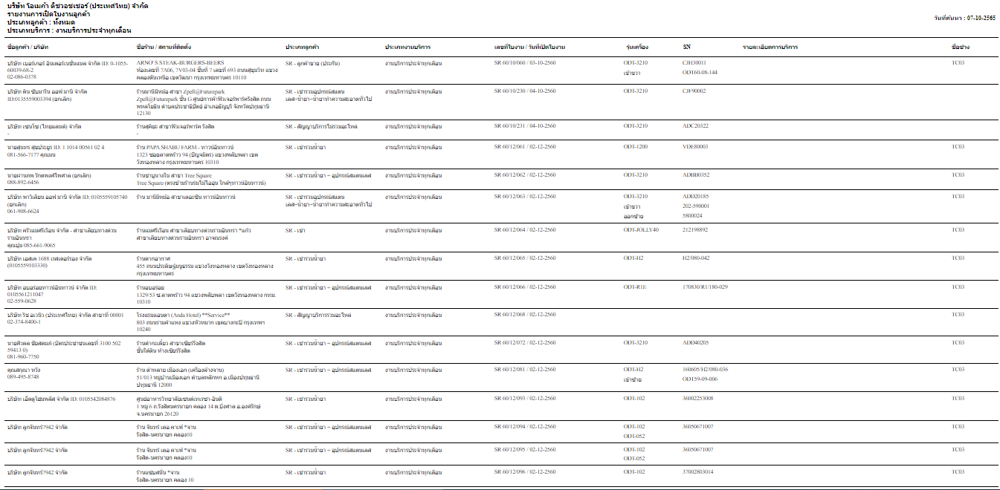 บริษัท โอเมก้า ดิชวอชเชอร์ (ประเทศไทย) จำกัด
รายงานการเปิดใบงานลูกค้า
ประเภทลูกค้า : ทั้งหมด
วันที่ค้นหา : 07-10-2565
ประเภทบริการ : งานบริการประจำทุกเดือน
ชื่อลูกค้า / บริษัท ชื่อร้าน / สถานที่ติดตั้ง ประเภทลูกค้า ประเภทงานบริการ เลขที่ใบงาน / วันที่เปิดใบงาน รุ่นเครื่อง SN รายละเอียดการบริการ ชื่อช่าง
บริษัท เบอร์เกอร์ อินเตอร์เนชั่นแนล จำกัด ID: 0-1055- ARNO' S STEAK-BURGERS-BEERS SR - ลูกค้าขาย (ประกัน) งานบริการประจำทุกเดือน SR 60/10/060 / 03-10-2560 ODT-3210 CJH30011 TC03
60039-68-2 ห้องเลขที่ 7A06, 7V03-04 ชั้นที่ 7 เลขที่ 693 ถนนสุขุมวิท แขวง เข้าขวา ODT60-08-144
02-086-0378 คลองตันเหนือ เขตวัฒนา กรุงเทพมหานคร 10110
บริษัท ดิน ซัมมาริน ออฟ มานี จำกัด ร้านมานีมีหม้อ สาขา Zpell@Futurepark SR - เช่ารวมอุปกรณ์สแตน งานบริการประจำทุกเดือน SR 60/10/230 / 04-10-2560 ODT-3210 CJF90002
ID:0135559003394 (ยกเลิก) Zpell@Futurepark ชั้น G ศูนย์การค้าฟิวเจอร์พาร์ครังสิต ถนน เลส+น้ำยา+น้ำยาทำความสะอาดทั่วไป
พหลโยธิน ตำบลประชาธิปัตย์ อำเภอธัญบุรี จังหวัดปทุมธานี
12130
บริษัท เซนโซ (ไทยแลนด์) จำกัด ร้านสุคิยะ สาขาฟิวเจอร์พาร์ค รังสิต SR - สัญญาบริการไม่รวมอะไหล่ งานบริการประจำทุกเดือน SR 60/10/231 / 04-10-2560 ODT-3210 ADC20322
- -
นายสุนทร สุขประยูร ID: 1 1014 00561 02 4 ร้าน PAPA SHABU FARM - ทาวน์อินทาวน์ SR - เช่ารวมน้ำยา งานบริการประจำทุกเดือน SR 60/12/061 / 02-12-2560 ODT-1200 VDE80003 TC03
081-566-7177 คุณมน 1323 ซอยลาดพร้าว 94 (ปัญจมิตร) แขวงพลับพลา เขต
วังทองหลาง กรุงเทพมหานคร 10310
นายฝานภพ รักตพงศ์ไพศาล (ยกเลิก) ร้านชาบูนางใน สาขา Tree Square SR - เช่ารวมน้ำยา + อุปกรณ์สแตนเลส งานบริการประจำทุกเดือน SR 60/12/062 / 02-12-2560 ODT-3210 ADBB0352 TC03
088-892-6456 Tree Square (ตรงข้ามร้านนมไม่ไออุ่น ใกล้ๆทาวน์อินทาวน์)
บริษัท พาวิเลียน ออฟ มานี จำกัด ID: 0105559105740 ร้าน มานีมีหม้อ สาขาเดอะซีน ทาวน์อินทาวน์ SR - เช่ารวมอุปกรณ์สแตน งานบริการประจำทุกเดือน SR 60/12/063 / 02-12-2560 ODT-3210 ADD20185 TC03
(ยกเลิก) เลส+น้ำยา+น้ำยาทำความสะอาดทั่วไป เข้าขวา 202-590001
061-908-6624 ออกซ้าย 5800024
บริษัท ครัวแม่ศรีเรือน จำกัด - สาขาเลียบทางด่วน ร้านแม่ศรีเรือน สาขาเลียบทางด่วนรามอินทรา *แก้ว SR - เช่า งานบริการประจำทุกเดือน SR 60/12/064 / 02-12-2560 ODT-JOLLY40 212198892 TC03
รามอินทรา สาขาเลียบทางด่วนรามอินทรา อาจณรงค์
คุณบุ๋ม 085-661-9065
บริษัท เอสเค 1688 เรสเตอร์รอง จำกัด ร้านตากอากาศ SR - เช่ารวมน้ำยา งานบริการประจำทุกเดือน SR 60/12/065 / 02-12-2560 ODT-H2 H2/080-042 TC03
(0105559103330) 455 ถนนประดิษฐ์มนูธรรม แขวงวังทองหลาง เขตวังทองหลาง
กรุงเทพมหานคร
บริษัท อบอร่อยทาวน์อินทาวน์ จำกัด ID: ร้านอบอร่อย SR - เช่ารวมน้ำยา + อุปกรณ์สแตนเลส งานบริการประจำทุกเดือน SR 60/12/066 / 02-12-2560 ODT-R1E 170830/R1/180-029 TC03
0105561211047 1329/53 ซ.ลาดพร้าว 94 แขวงพลับพลา เขตวังทองหลาง กทม.
02-559-0628 10310
บริษัท ริช อเวนิว (ประเทศไทย) จำกัด สาขาที่ 00001 โรงแรมแอนดา (Anda Hotel) **Service** SR - สัญญาบริการรวมอะไหล่ งานบริการประจำทุกเดือน SR 60/12/068 / 02-12-2560 TC03
02-374-8400-1 803 ถนนรามคำแหง แขวงหัวหมาก เขตบางกะปิ กรุงเทพฯ
10240
นายศิวดล ชัยสดมภ์ (บัตรประชาชนเลขที่ 3100 502 ร้านตำกะเดี๋ยว สาขาเซียร์รังสิต SR - เช่ารวมน้ำยา + อุปกรณ์สแตนเลส งานบริการประจำทุกเดือน SR 60/12/072 / 02-12-2560 ODT-3210 ADD40205 TC03
59413 0) ชั้นใต้ดิน ห้างเซียร์รังสิต
081-960-7750
คุณสกุณา หวัง ร้าน ตำหลาย เมืองเอก (เครื่องล้างจาน) SR - เช่ารวมน้ำยา + อุปกรณ์สแตนเลส งานบริการประจำทุกเดือน SR 60/12/081 / 02-12-2560 ODT-H2 160605/H2/080-036 TC03
089-495-8748 51/013 หมู่บ้านเมืองเอก ตำบลหลักหก อ.เมืองปทุมธานี เข้าซ้าย ODT59-09-006
ปทุมธานี 12000
บริษัท เอ็ดดูโฮมพลัส จำกัด ID: 0105542084876 ศูนย์อาหารวิทยาลัยเซนต์เทเรซา-อินติ SR - เช่ารวมน้ำยา งานบริการประจำทุกเดือน SR 60/12/093 / 02-12-2560 ODT-102 36002253008 TC03
1 หมู่ 6 ถ.รังสิตนครนายก คลอง 14 ต.บึงศาล อ.องครักษ์
จ.นครนายก 26120
บริษัท ลูกจันทร์7942 จำกัด ร้าน จันทร์ เดอ คาเฟ่ *จาน SR - เช่ารวมน้ำยา + อุปกรณ์สแตนเลส งานบริการประจำทุกเดือน SR 60/12/094 / 02-12-2560 ODT-102 36050671007 TC03
รังสิต-นครนายก คลอง10 ODT-052
บริษัท ลูกจันทร์7942 จำกัด ร้าน จันทร์ เดอ คาเฟ่ *จาน SR - เช่ารวมน้ำยา + อุปกรณ์สแตนเลส งานบริการประจำทุกเดือน SR 60/12/095 / 02-12-2560 ODT-102 36050671007 TC03
รังสิต-นครนายก คลอง10 ODT-052
บริษัท ลูกจันทร์7942 จำกัด ร้านแซ่บสนั่น *จาน SR - เช่ารวมน้ำยา งานบริการประจำทุกเดือน SR 60/12/096 / 02-12-2560 ODT-102 37002803014 TC03
รังสิต-นครนายก คลอง 10